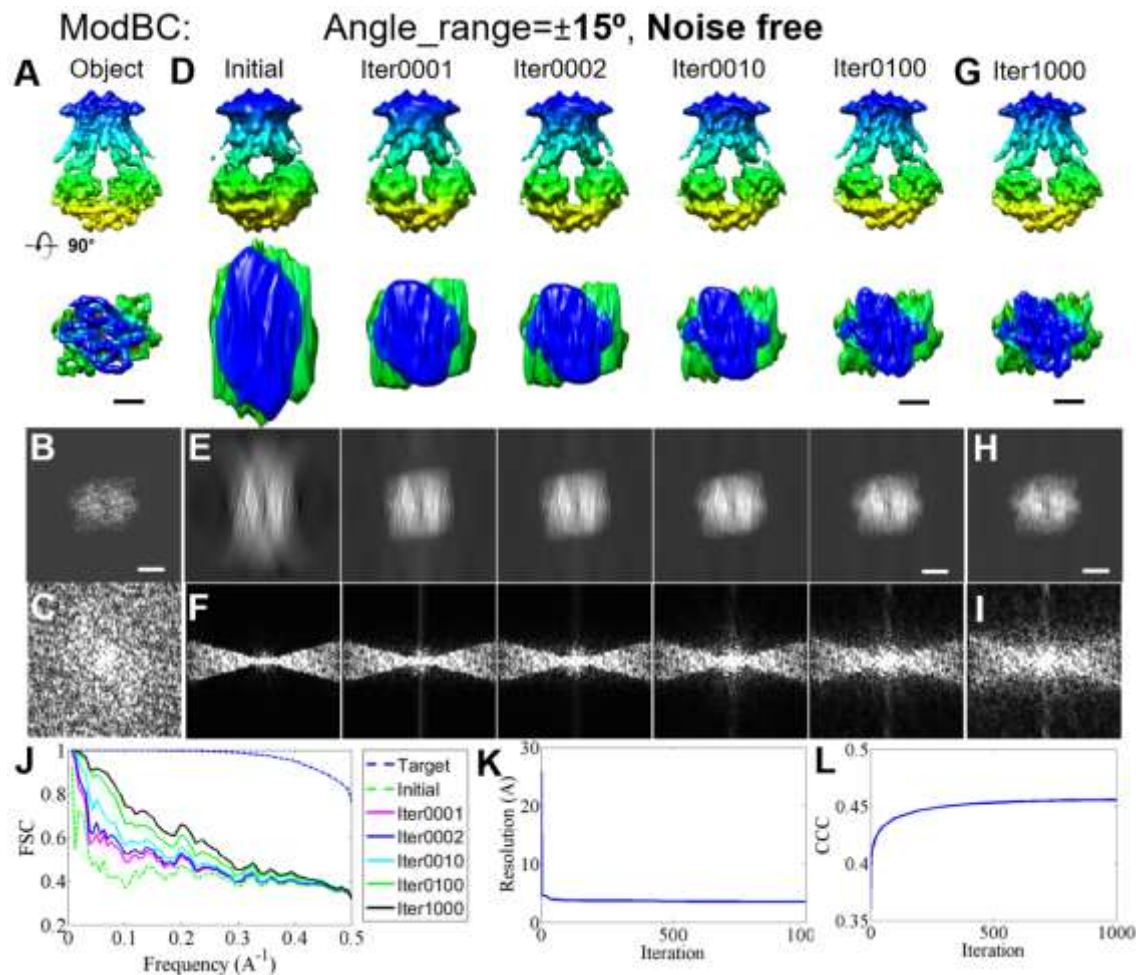 ModBC: Angle_range=±15º, Noise free
A Object D Initial Iter0001 Iter0002 Iter0010 Iter0100 G Iter1000
90°
B E H
C F I
J K L
1
0.8
0.6
0.4
0.2
FSC
0 0.1 0.2 0.3 0.4 0.5
Frequency (A⁻¹)
Target
Initial
Iter0001
Iter0002
Iter0010
Iter0100
Iter1000
30
20
10
0
Resolution (A)
0 500 100
Iteration
0.5
0.45
0.4
0.35
CCC
0 500 1000
Iteration